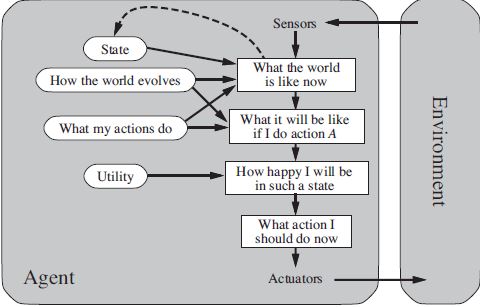 Sensors
State
How the world evolves
What my actions do
Utility
What the world
is like now
What it will be like
if I do action A
How happy I will be
in such a state
What action I
should do now
Agent
Actuators
Environment